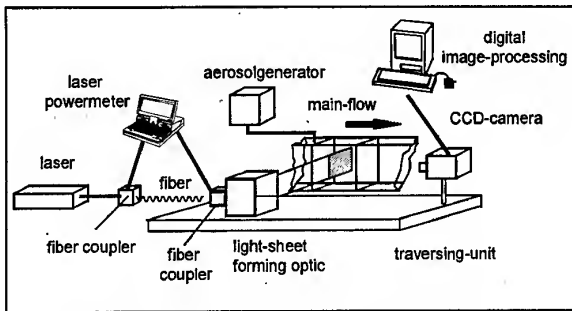 digital
image-processing
laser
powermeter
aerosolgenerator
main-flow
CCD-camera
laser
fiber
fiber coupler
fiber
coupler
light-sheet
forming optic
traversing-unit